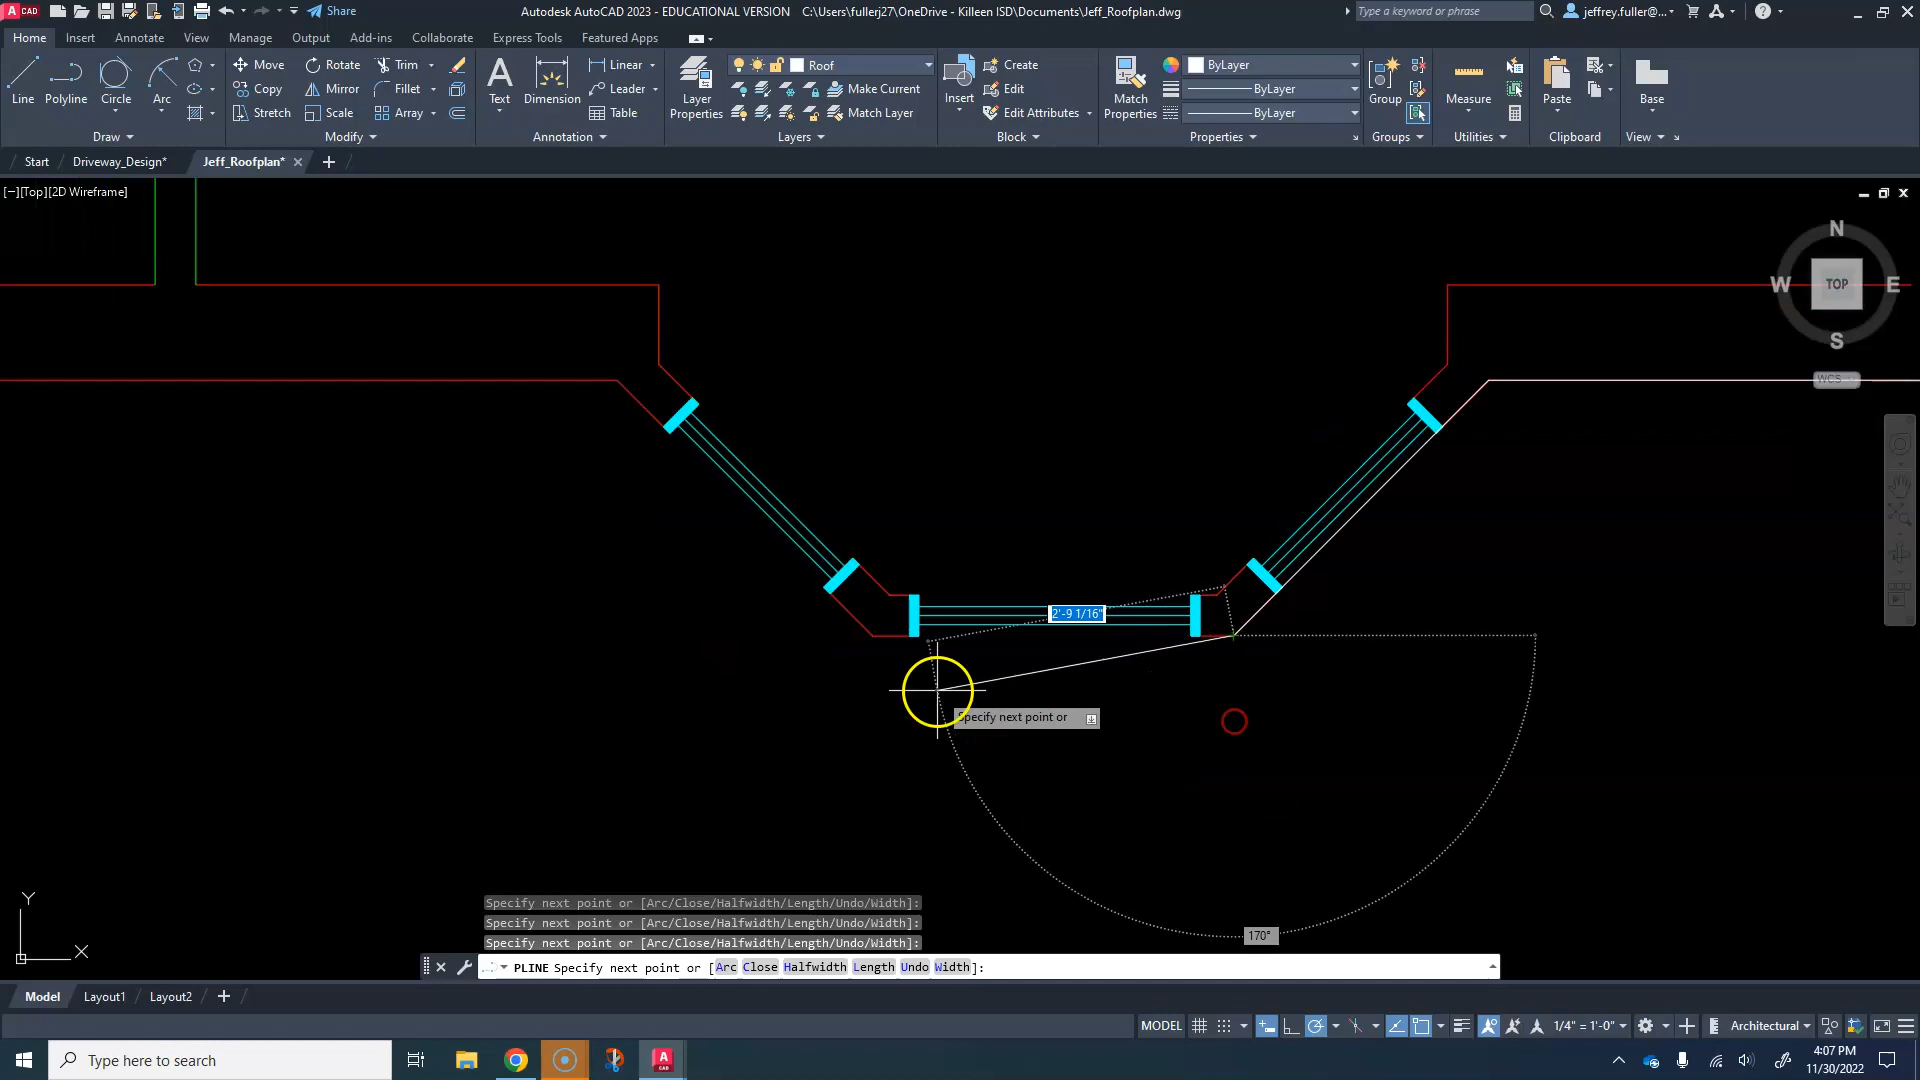 A CAD
Share
Autodesk AutoCAD 2023 - EDUCATIONAL VERSION C:\Users\fullerj27\OneDrive - Killeen ISD\Documents\Jeff_Roofplan.dwg
Type a keyword or phrase
jeffrey.fuller@...
Home Insert Annotate View Manage Output Add-ins Collaborate Express Tools Featured Apps
Line Polyline Circle Arc
Move Rotate Trim
Copy Mirror Fillet
Stretch Scale Array
Text Dimension
Linear
Leader
Table
Layer Properties
Roof
Make Current
Match Layer
Insert
Create
Edit
Edit Attributes
Match Properties
ByLayer
ByLayer
ByLayer
Group
Measure
Paste
Base
Draw Modify Annotation Layers Block Properties Groups Utilities Clipboard View
Start Driveway_Design* Jeff_Roofplan*
[−][Top][2D Wireframe]
N
W TOP E
S
WCS
2'-9 1/16"
Specify next point or
170°
Y
X
Specify next point or [Arc/Close/Halfwidth/Length/Undo/Width]:
Specify next point or [Arc/Close/Halfwidth/Length/Undo/Width]:
Specify next point or [Arc/Close/Halfwidth/Length/Undo/Width]:
PLINE Specify next point or [Arc Close Halfwidth Length Undo Width]:
Model Layout1 Layout2
MODEL 1/4" = 1'-0" Architectural
Type here to search
A CAD
4:07 PM
11/30/2022